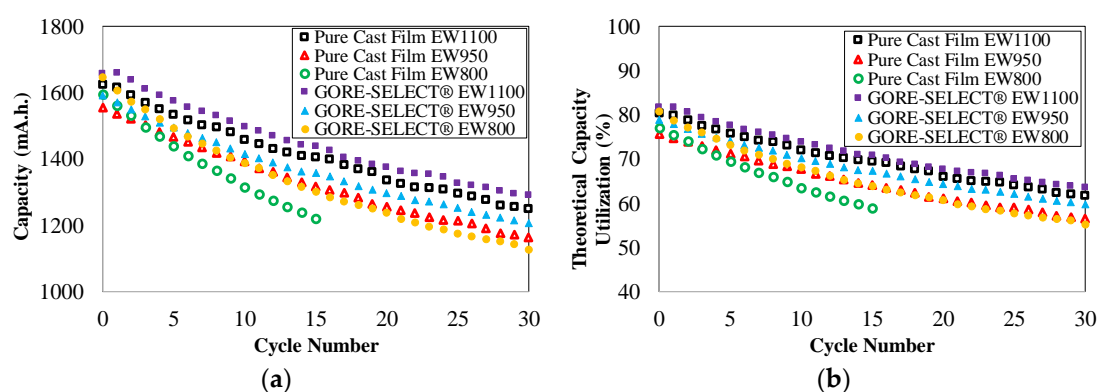 1800
1600
1400
1200
1000
Capacity (mA.h.)
0 5 10 15 20 25 30
Cycle Number
Pure Cast Film EW1100
Pure Cast Film EW950
Pure Cast Film EW800
GORE-SELECT® EW1100
GORE-SELECT® EW950
GORE-SELECT® EW800
(a)
100
90
80
70
60
50
40
Theoretical Capacity
Utilization (%)
0 5 10 15 20 25 30
Cycle Number
Pure Cast Film EW1100
Pure Cast Film EW950
Pure Cast Film EW800
GORE-SELECT® EW1100
GORE-SELECT® EW950
GORE-SELECT® EW800
(b)